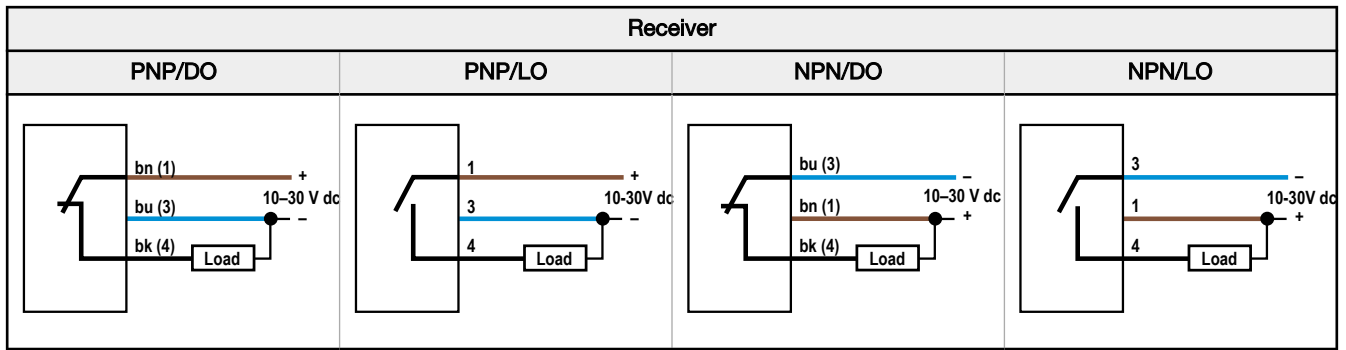 Receiver
PNP/DO PNP/LO NPN/DO NPN/LO
bn (1)
+
10–30 V dc
bu (3)
–
bk (4)
Load
1
+
10-30V dc
3
–
4
Load
bu (3)
–
10–30 V dc
bn (1)
+
bk (4)
Load
3
–
10-30V dc
1
+
4
Load